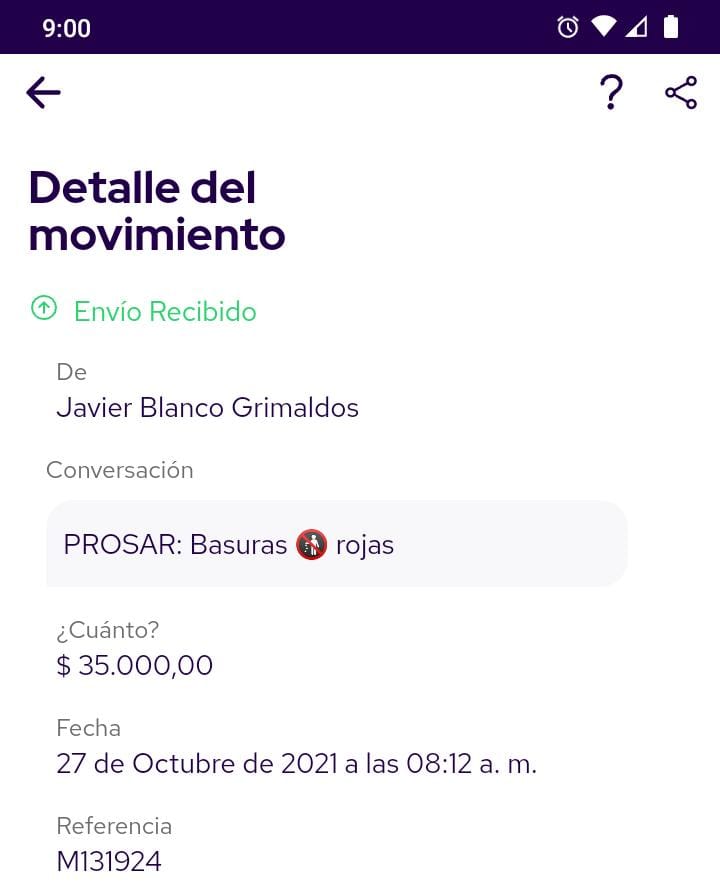 9:00
Detalle del
movimiento
Envío Recibido
De
Javier Blanco Grimaldos
Conversación
PROSAR: Basuras 🚯 rojas
¿Cuánto?
$ 35.000,00
Fecha
27 de Octubre de 2021 a las 08:12 a. m.
Referencia
M131924